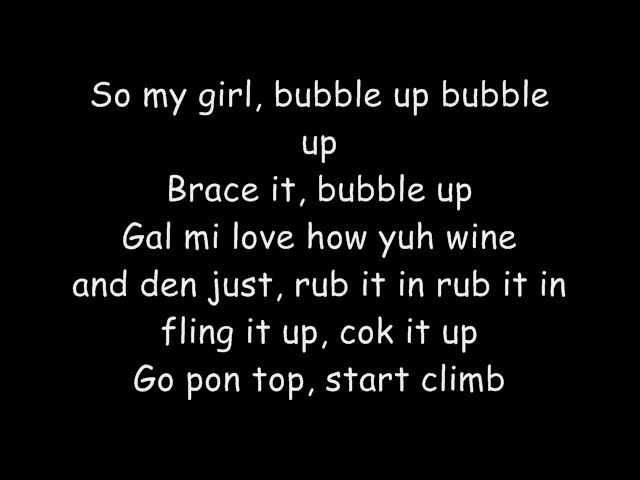 So my girl, bubble up bubble
up
Brace it, bubble up
Gal mi love how yuh wine
and den just, rub it in rub it in
fling it up, cok it up
Go pon top, start climb